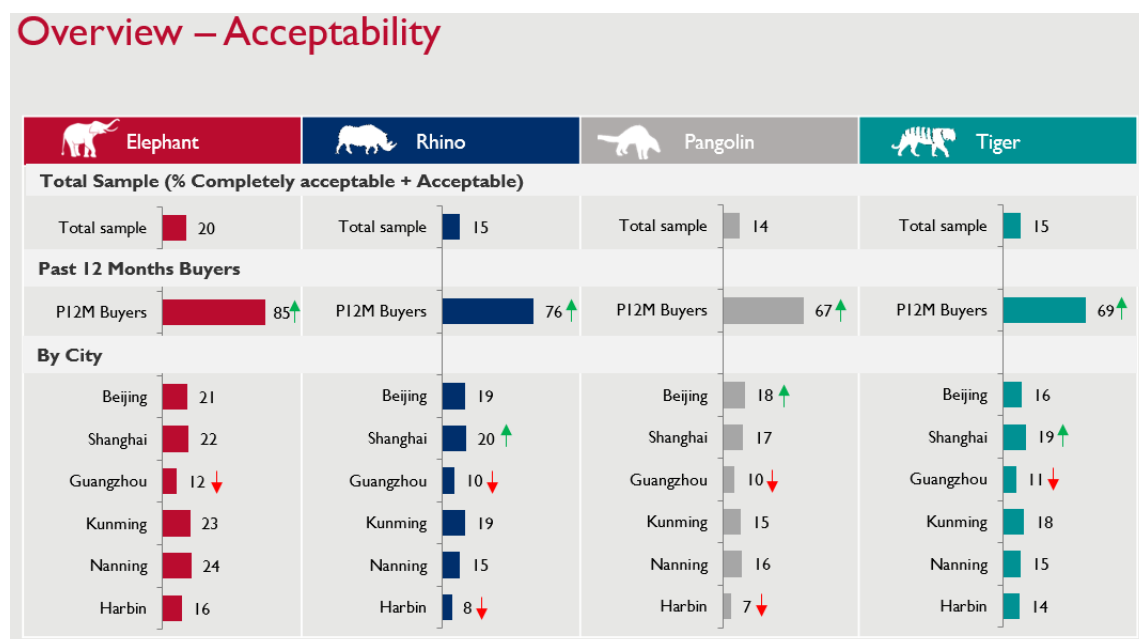 Overview – Acceptability
Elephant Rhino Pangolin Tiger
Total Sample (% Completely acceptable + Acceptable)
Total sample 20 Total sample 15 Total sample 14 Total sample 15
Past 12 Months Buyers
P12M Buyers 85 P12M Buyers 76 P12M Buyers 67 P12M Buyers 69
By City
Beijing 21 Beijing 19 Beijing 18 Beijing 16
Shanghai 22 Shanghai 20 Shanghai 17 Shanghai 19
Guangzhou 12 Guangzhou 10 Guangzhou 10 Guangzhou 11
Kunming 23 Kunming 19 Kunming 15 Kunming 18
Nanning 24 Nanning 15 Nanning 16 Nanning 15
Harbin 16 Harbin 8 Harbin 7 Harbin 14